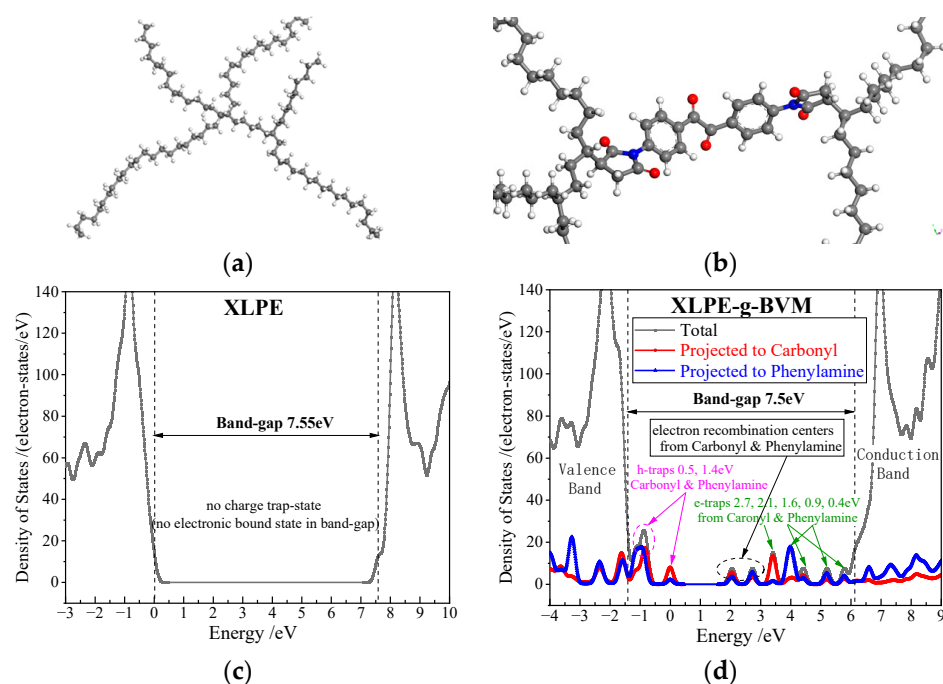 (a)
(b)
XLPE
Density of States /(electron-states/eV)
140
120
100
80
60
40
20
0
Band-gap 7.55eV
no charge trap-state
(no electronic bound state in band-gap)
−3 −2 −1 0 1 2 3 4 5 6 7 8 9 10
Energy /eV
(c)
XLPE-g-BVM
Density of States /(electron-states/eV)
140
120
100
80
60
40
20
0
Total
Projected to Carbonyl
Projected to Phenylamine
Band-gap 7.5eV
electron recombination centers
from Carbonyl & Phenylamine
Valence
Band
Conduction
Band
h-traps 0.5, 1.4eV
Carbonyl & Phenylamine
e-traps 2.7, 2.1, 1.6, 0.9, 0.4eV
from Caronyl & Phenylamine
−4 −3 −2 −1 0 1 2 3 4 5 6 7 8 9
Energy /eV
(d)